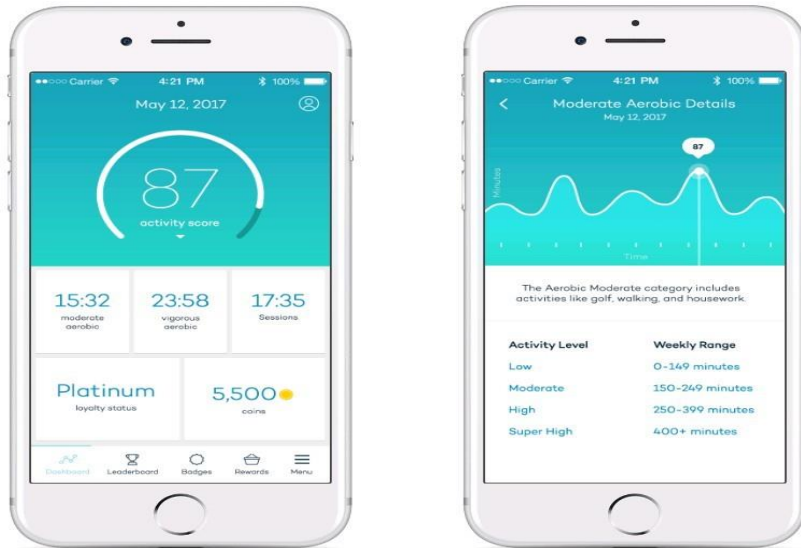 Carrier 4:21 PM 100%
May 12, 2017
87
activity score
15:32
moderate
aerobic
23:58
vigorous
aerobic
17:35
Sessions
Platinum
loyalty status
5,500
coins
Dashboard Leaderboard Badges Rewards Menu
Carrier 4:21 PM 100%
Moderate Aerobic Details
May 12, 2017
87
Minutes
Time
The Aerobic Moderate category includes
activities like golf, walking, and housework.
Activity Level Weekly Range
Low 0-149 minutes
Moderate 150-249 minutes
High 250-399 minutes
Super High 400+ minutes